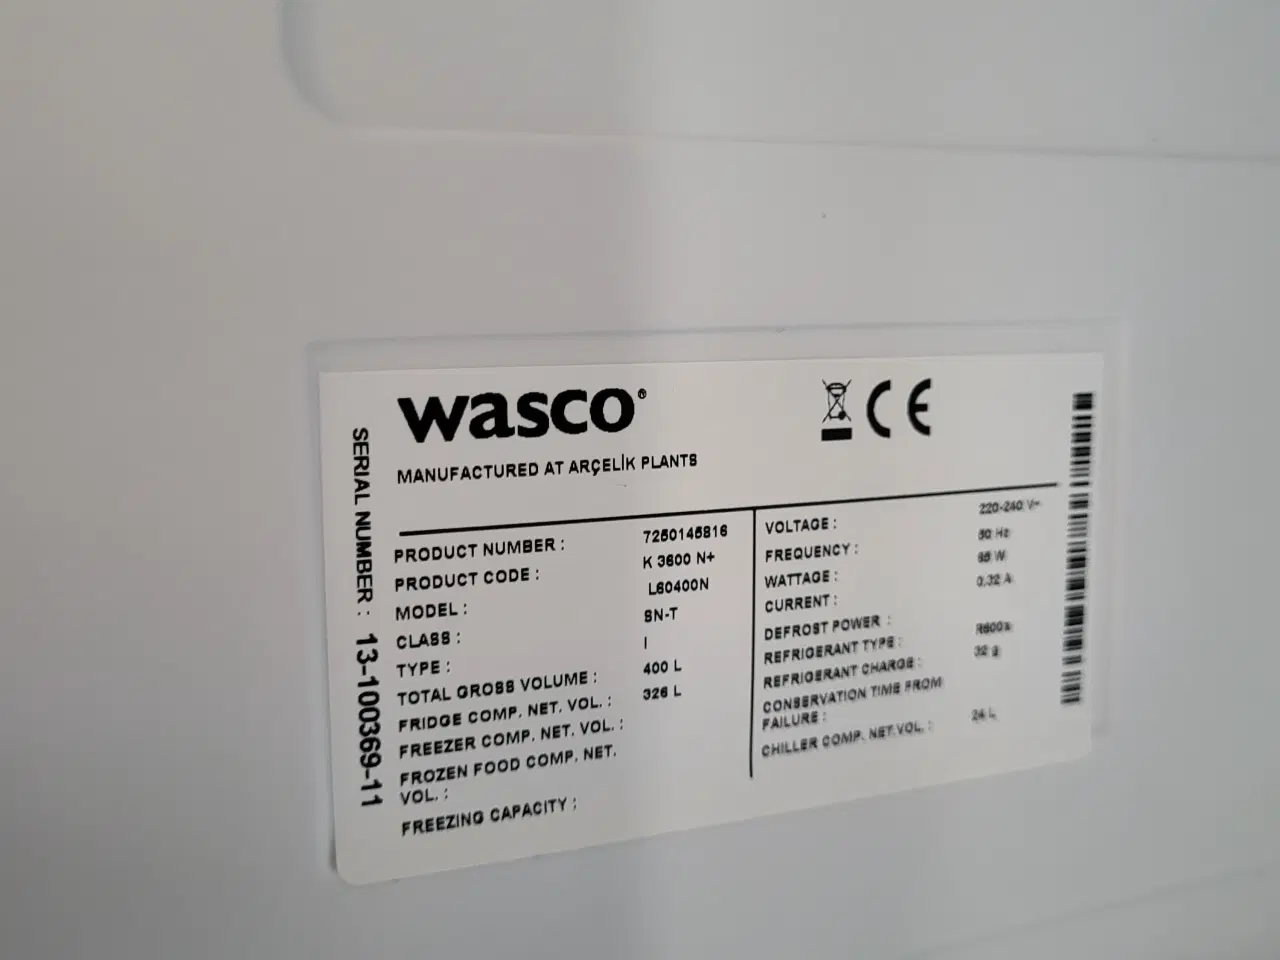 wasco®
MANUFACTURED AT ARÇELİK PLANTS
CE
SERIAL NUMBER : 13-100369-11
PRODUCT NUMBER : 7250145816
PRODUCT CODE : K 3600 N+
MODEL : L60400N
CLASS : SN-T
TYPE : I
TOTAL GROSS VOLUME : 400 L
FRIDGE COMP. NET. VOL. : 326 L
FREEZER COMP. NET. VOL. :
FROZEN FOOD COMP. NET.
VOL. :
FREEZING CAPACITY :
VOLTAGE : 220-240 V~
FREQUENCY : 50 Hz
WATTAGE :
CURRENT : 0,32 A
DEFROST POWER :
REFRIGERANT TYPE : R600a
REFRIGERANT CHARGE : 32 g
CONSERVATION TIME FROM
FAILURE :
CHILLER COMP. NET.VOL. : 24 L